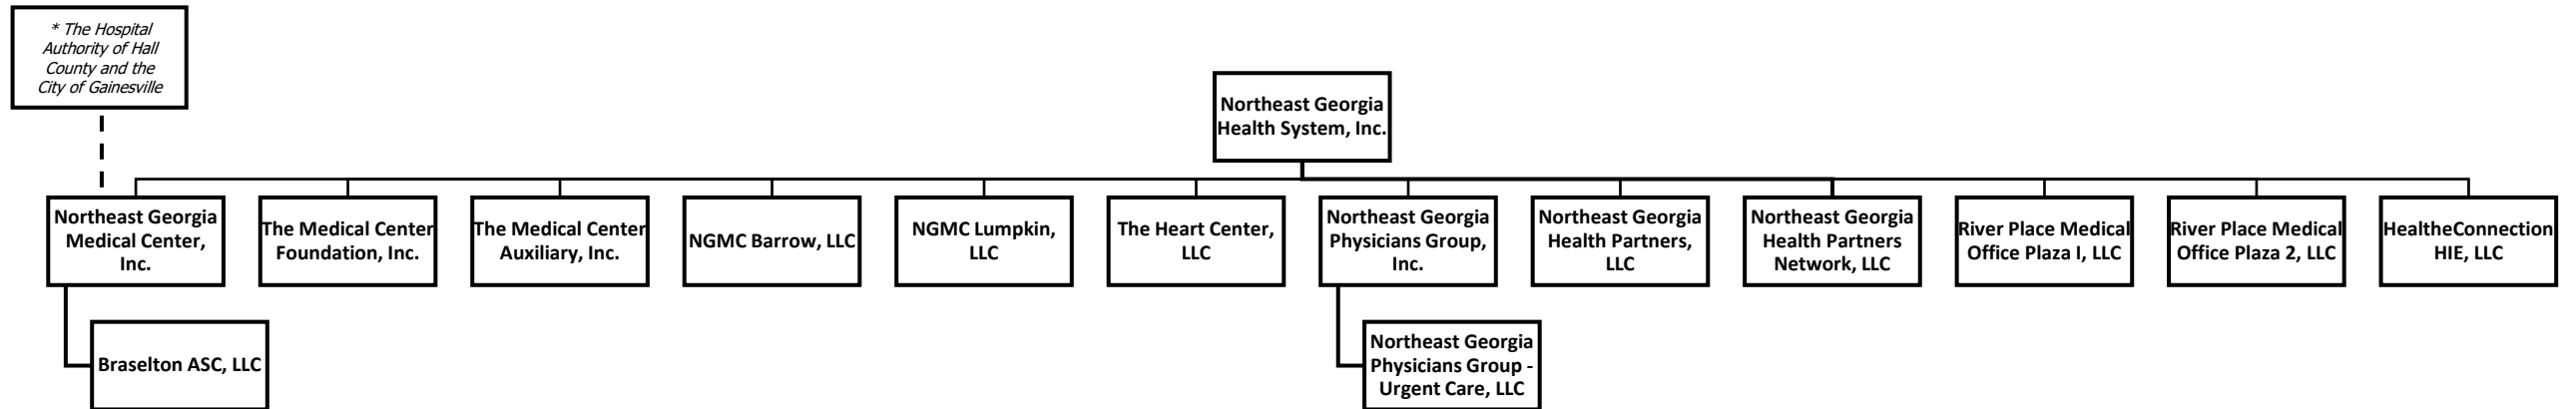 * The Hospital
Authority of Hall
County and the
City of Gainesville
Northeast Georgia
Health System, Inc.
Northeast Georgia
Medical Center,
Inc.
The Medical Center
Foundation, Inc.
The Medical Center
Auxiliary, Inc.
NGMC Barrow, LLC
NGMC Lumpkin,
LLC
The Heart Center,
LLC
Northeast Georgia
Physicians Group,
Inc.
Northeast Georgia
Health Partners,
LLC
Northeast Georgia
Health Partners
Network, LLC
River Place Medical
Office Plaza I, LLC
River Place Medical
Office Plaza 2, LLC
HealtheConnection
HIE, LLC
Braselton ASC, LLC
Northeast Georgia
Physicians Group -
Urgent Care, LLC